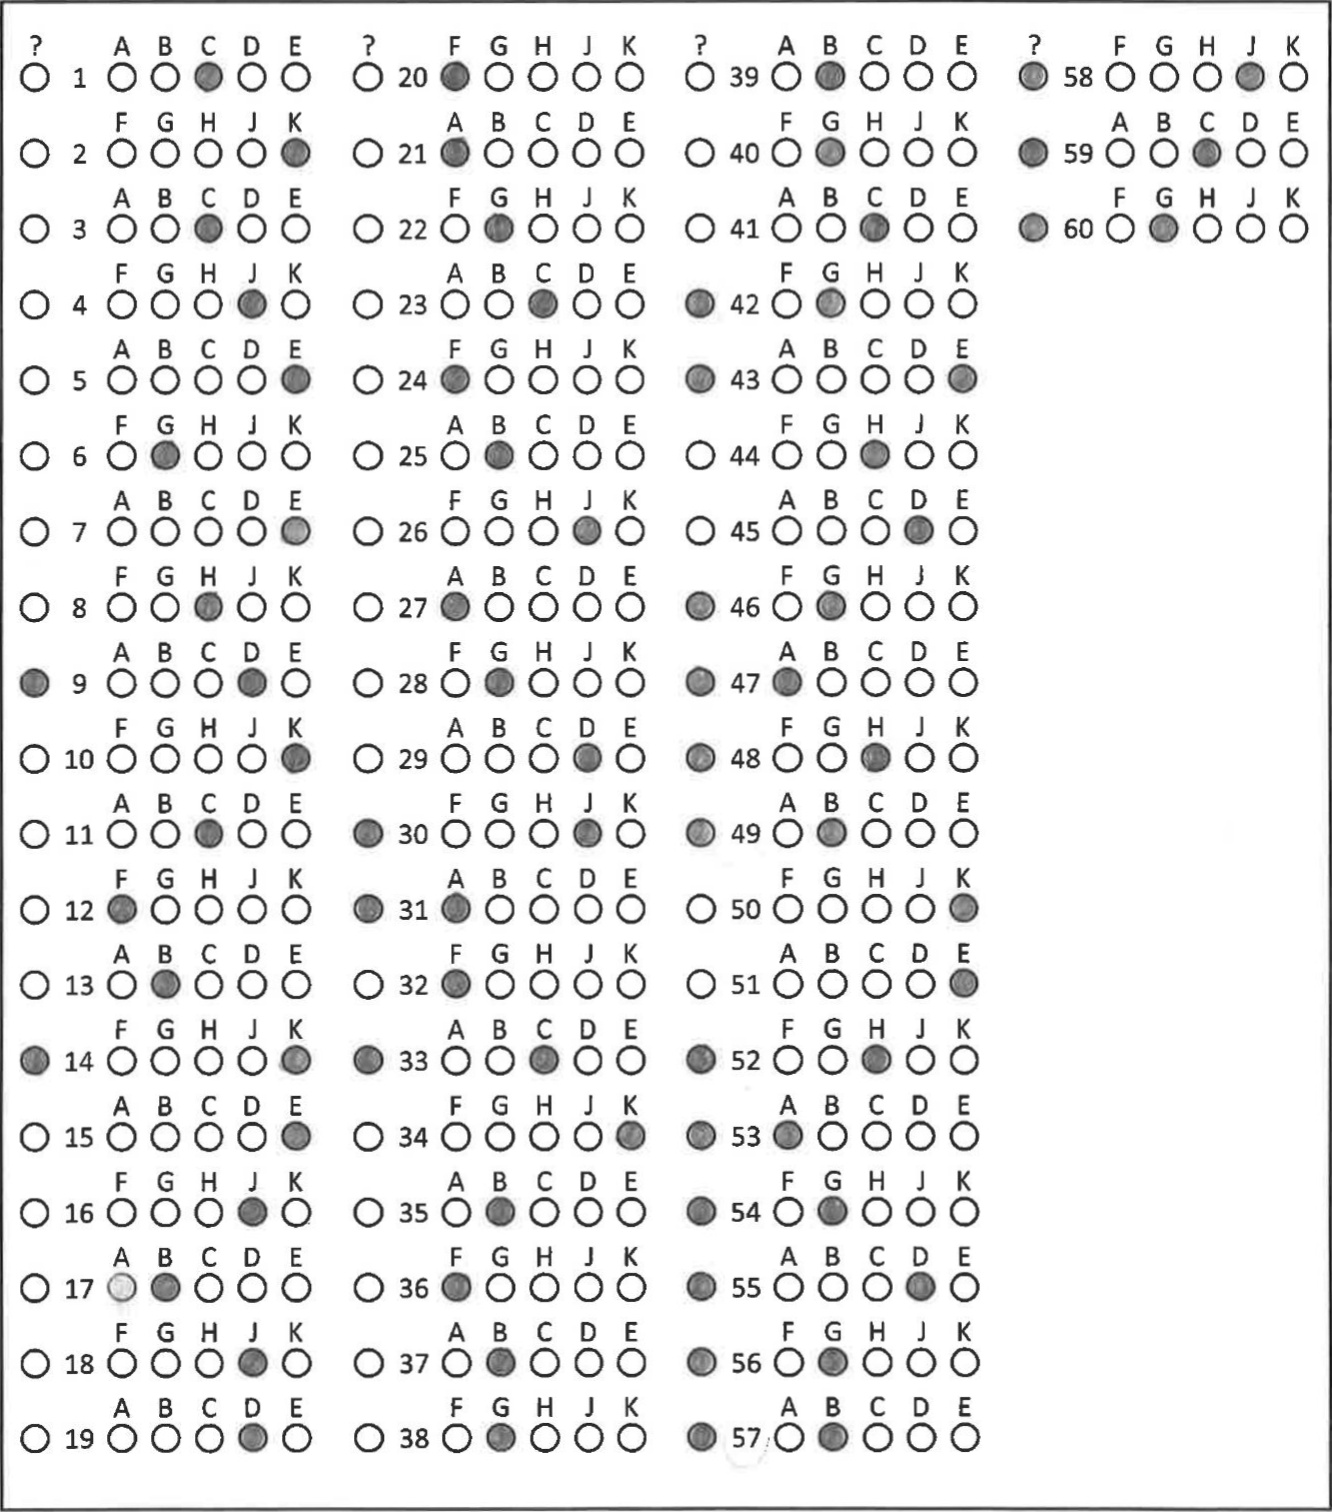 ? A B C D E ? F G H J K ? A B C D E ? F G H J K
1 20 39 58
F G H J K A B C D E F G H J K A B C D E
2 21 40 59
A B C D E F G H J K A B C D E F G H J K
3 22 41 60
F G H J K A B C D E F G H J K
4 23 42
A B C D E F G H J K A B C D E
5 24 43
F G H J K A B C D E F G H J K
6 25 44
A B C D E F G H J K A B C D E
7 26 45
F G H J K A B C D E F G H J K
8 27 46
A B C D E F G H J K A B C D E
9 28 47
F G H J K A B C D E F G H J K
10 29 48
A B C D E F G H J K A B C D E
11 30 49
F G H J K A B C D E F G H J K
12 31 50
A B C D E F G H J K A B C D E
13 32 51
F G H J K A B C D E F G H J K
14 33 52
A B C D E F G H J K A B C D E
15 34 53
F G H J K A B C D E F G H J K
16 35 54
A B C D E F G H J K A B C D E
17 36 55
F G H J K A B C D E F G H J K
18 37 56
A B C D E F G H J K A B C D E
19 38 57